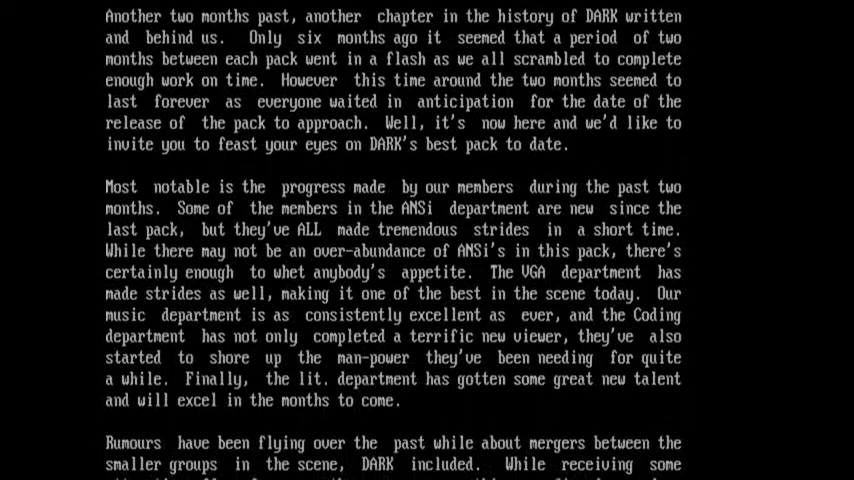 Another two months past, another chapter in the history of DARK written
and behind us. Only six months ago it seemed that a period of two
months between each pack went in a flash as we all scrambled to complete
enough work on time. However this time around the two months seemed to
last forever as everyone waited in anticipation for the date of the
release of the pack to approach. Well, it's now here and we'd like to
invite you to feast your eyes on DARK's best pack to date.
Most notable is the progress made by our members during the past two
months. Some of the members in the ANSi department are new since the
last pack, but they've ALL made tremendous strides in a short time.
While there may not be an over-abundance of ANSi's in this pack, there's
certainly enough to whet anybody's appetite. The VGA department has
made strides as well, making it one of the best in the scene today. Our
music department is as consistently excellent as ever, and the Coding
department has not only completed a terrific new viewer, they've also
started to shore up the man-power they've been needing for quite
a while. Finally, the lit. department has gotten some great new talent
and will excel in the months to come.
Rumours have been flying over the past while about mergers between the
smaller groups in the scene, DARK included. While receiving some